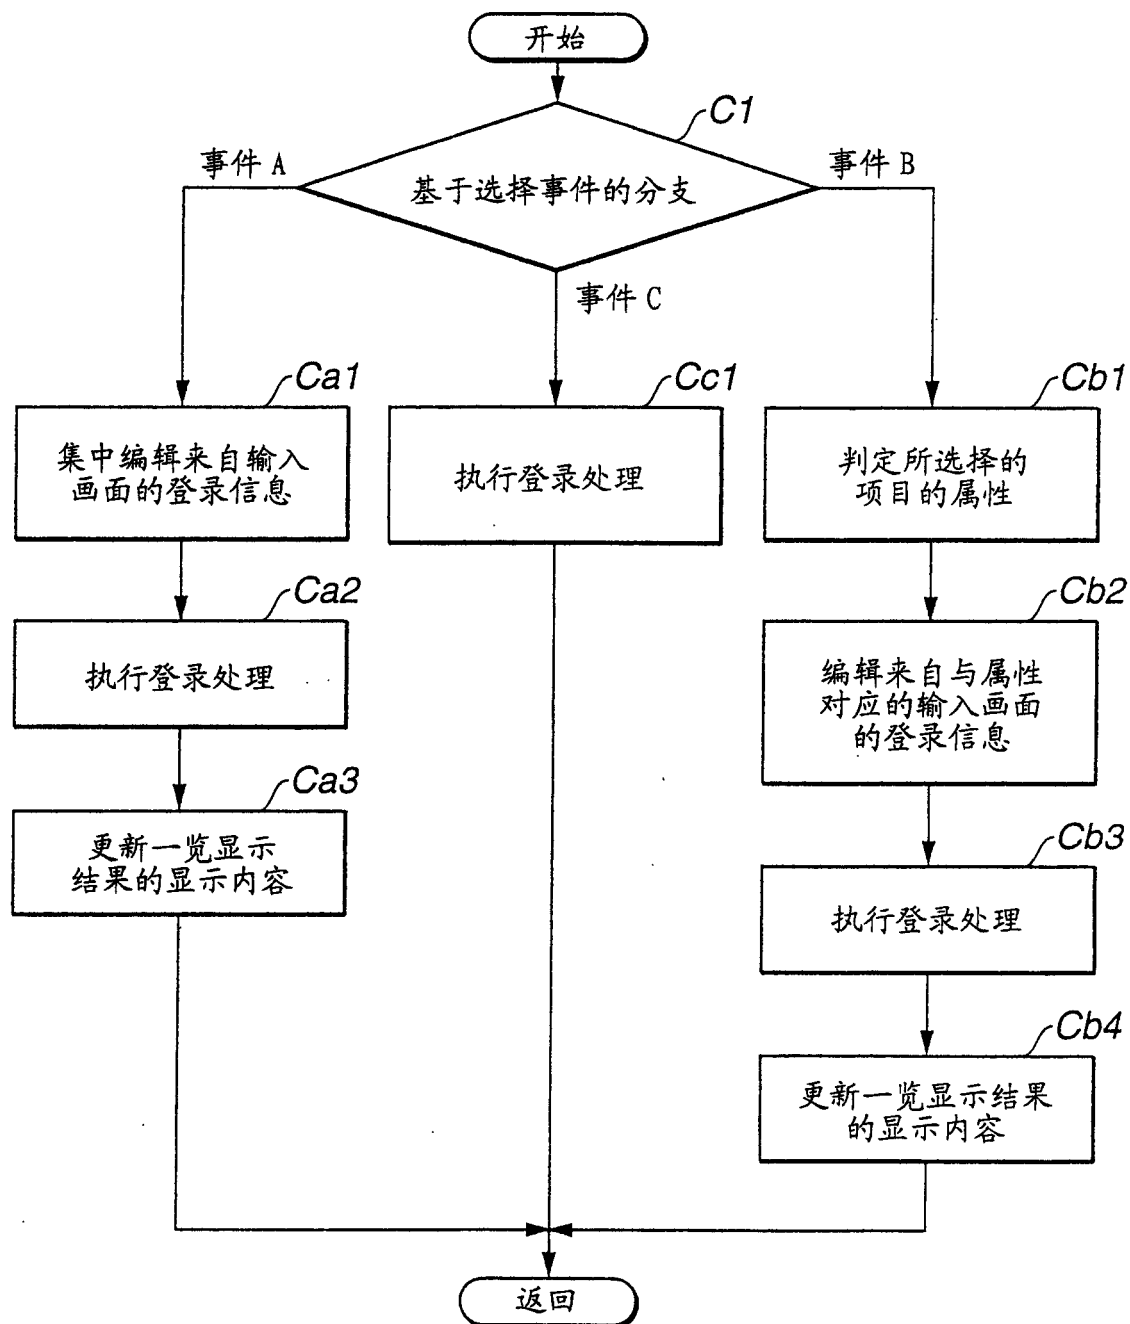 开始
C1
事件 A
基于选择事件的分支
事件 B
事件 C
Ca1
集中编辑来自输入
画面的登录信息
Ca2
执行登录处理
Ca3
更新一览显示
结果的显示内容
Cc1
执行登录处理
Cb1
判定所选择的
项目的属性
Cb2
编辑来自与属性
对应的输入画面
的登录信息
Cb3
执行登录处理
Cb4
更新一览显示结果
的显示内容
返回